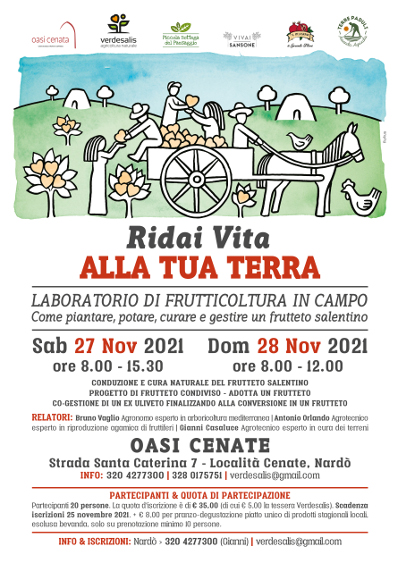 oasi cenata
verdesalis
Piccola bottega
del Paesaggio
VIVAI
SANSONE
TERRE PADULE
Ridai Vita
ALLA TUA TERRA
LABORATORIO DI FRUTTICOLTURA IN CAMPO
Come piantare, potare, curare e gestire un frutteto salentino
Sab 27 Nov 2021 Dom 28 Nov 2021
ore 8.00 - 15.30 ore 8.00 - 12.00
CONDUZIONE E CURA NATURALE DEL FRUTTETO SALENTINO
PROGETTO DI FRUTTETO CONDIVISO - ADOTTA UN FRUTTETO
CO-GESTIONE DI UN EX ULIVETO FINALIZZANDO ALLA CONVERSIONE IN UN FRUTTETO
RELATORI: Bruno Vaglio Agronomo esperto in arboricoltura mediterranea | Antonio Orlando Agrotecnico
esperto in riproduzione agamica di fruttiferi | Gianni Casaluce Agrotecnico esperto in cura dei terreni
OASI CENATE
Strada Santa Caterina 7 - Località Cenate, Nardò
INFO: 320 4277300 | 328 0175751 | verdesalis@gmail.com
PARTECIPANTI & QUOTA DI PARTECIPAZIONE
Partecipanti 20 persone. La quota d'iscrizione è di € 35,00 (di cui € 5,00 la tessera Verdesalis). Scadenza
iscrizioni 25 novembre 2021. + € 8,00 per pranzo-degustazione piatto unico di prodotti stagionali locali,
esclusa bevanda, solo su prenotazione minimo 10 persone.
INFO & ISCRIZIONI: Nardò > 320 4277300 (Gianni) | verdesalis@gmail.com